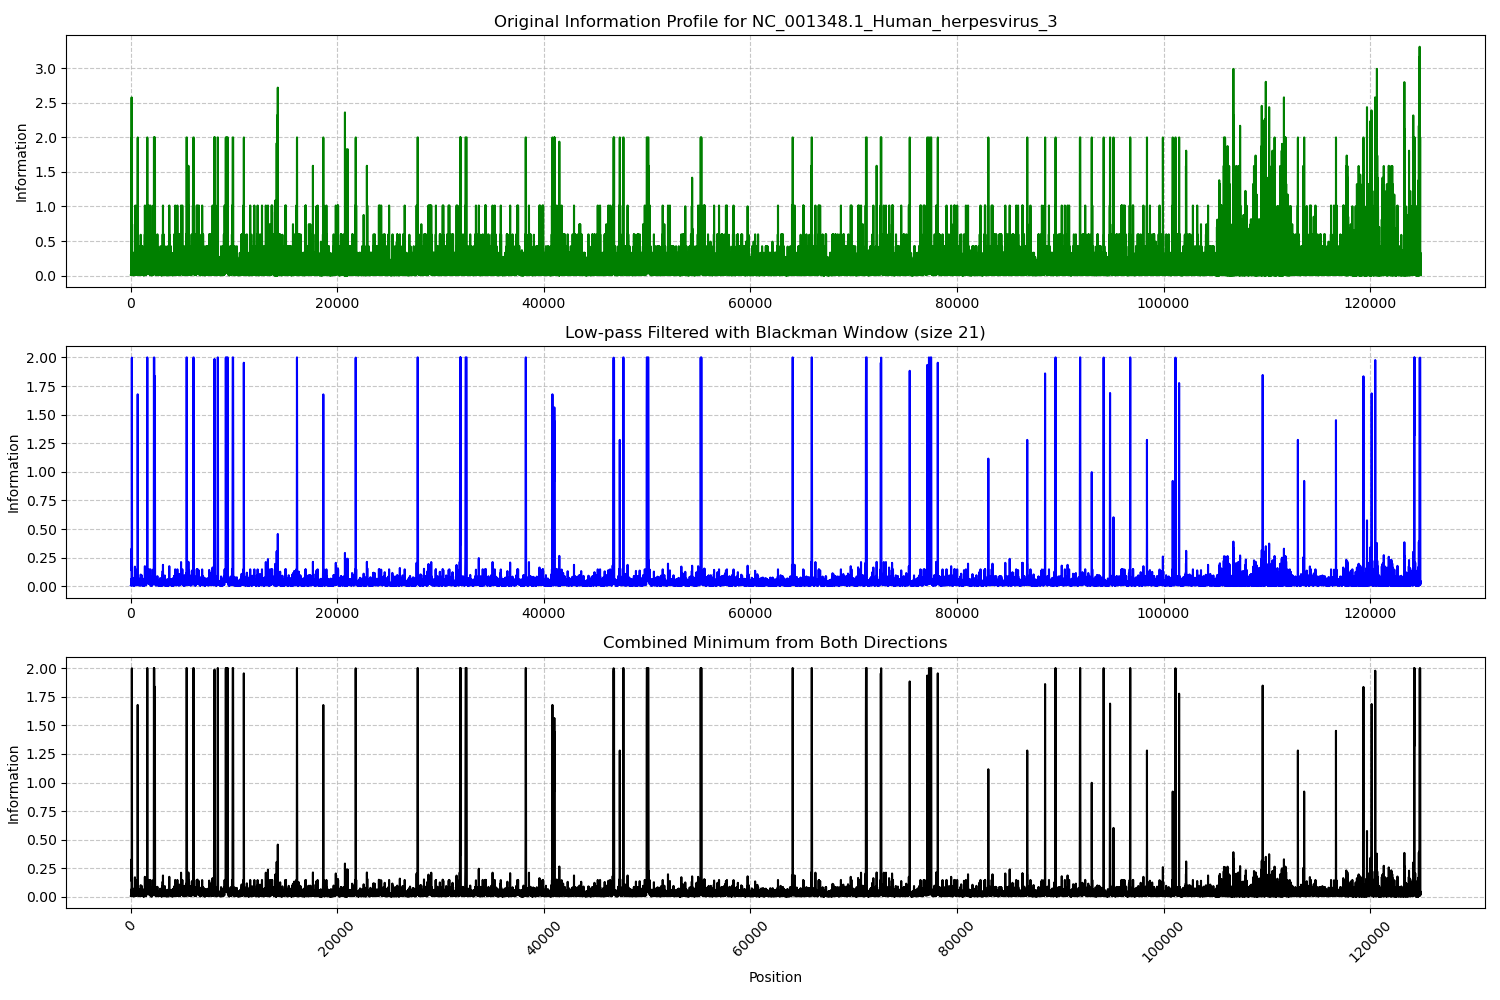 Original Information Profile for NC_001348.1_Human_herpesvirus_3
Information
3.0
2.5
2.0
1.5
1.0
0.5
0.0
0 20000 40000 60000 80000 100000 120000
Low-pass Filtered with Blackman Window (size 21)
Information
2.00
1.75
1.50
1.25
1.00
0.75
0.50
0.25
0.00
0 20000 40000 60000 80000 100000 120000
Combined Minimum from Both Directions
Information
2.00
1.75
1.50
1.25
1.00
0.75
0.50
0.25
0.00
0 20000 40000 60000 80000 100000 120000
Position